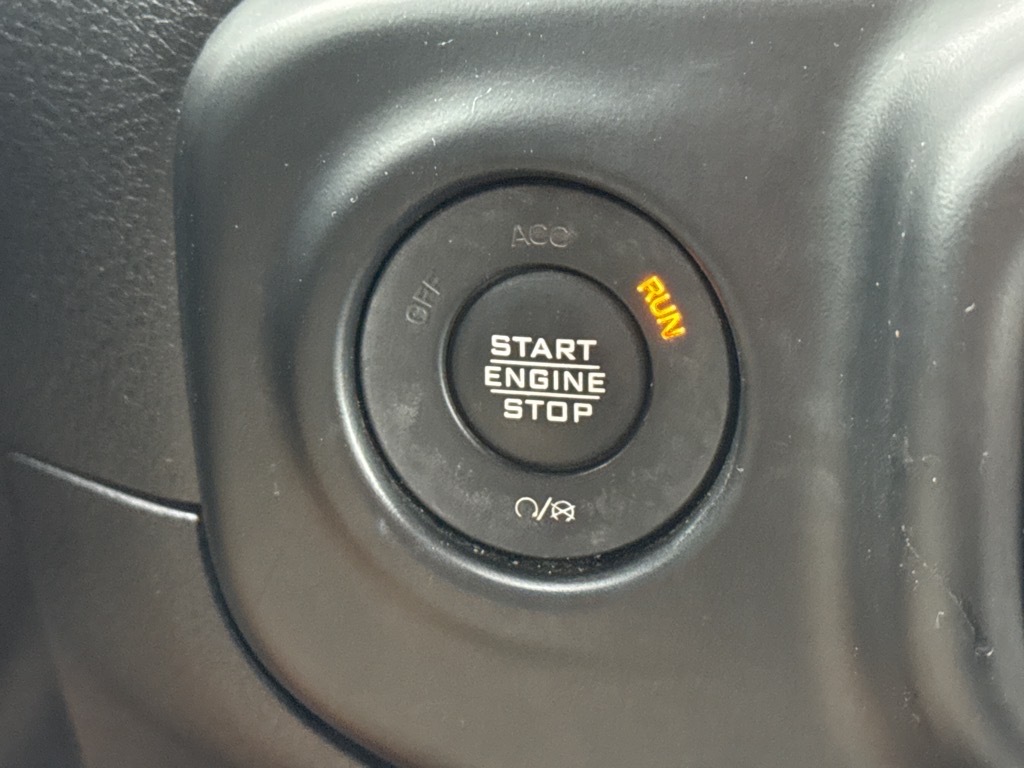 ACC
OFF
RUN
START
ENGINE
STOP